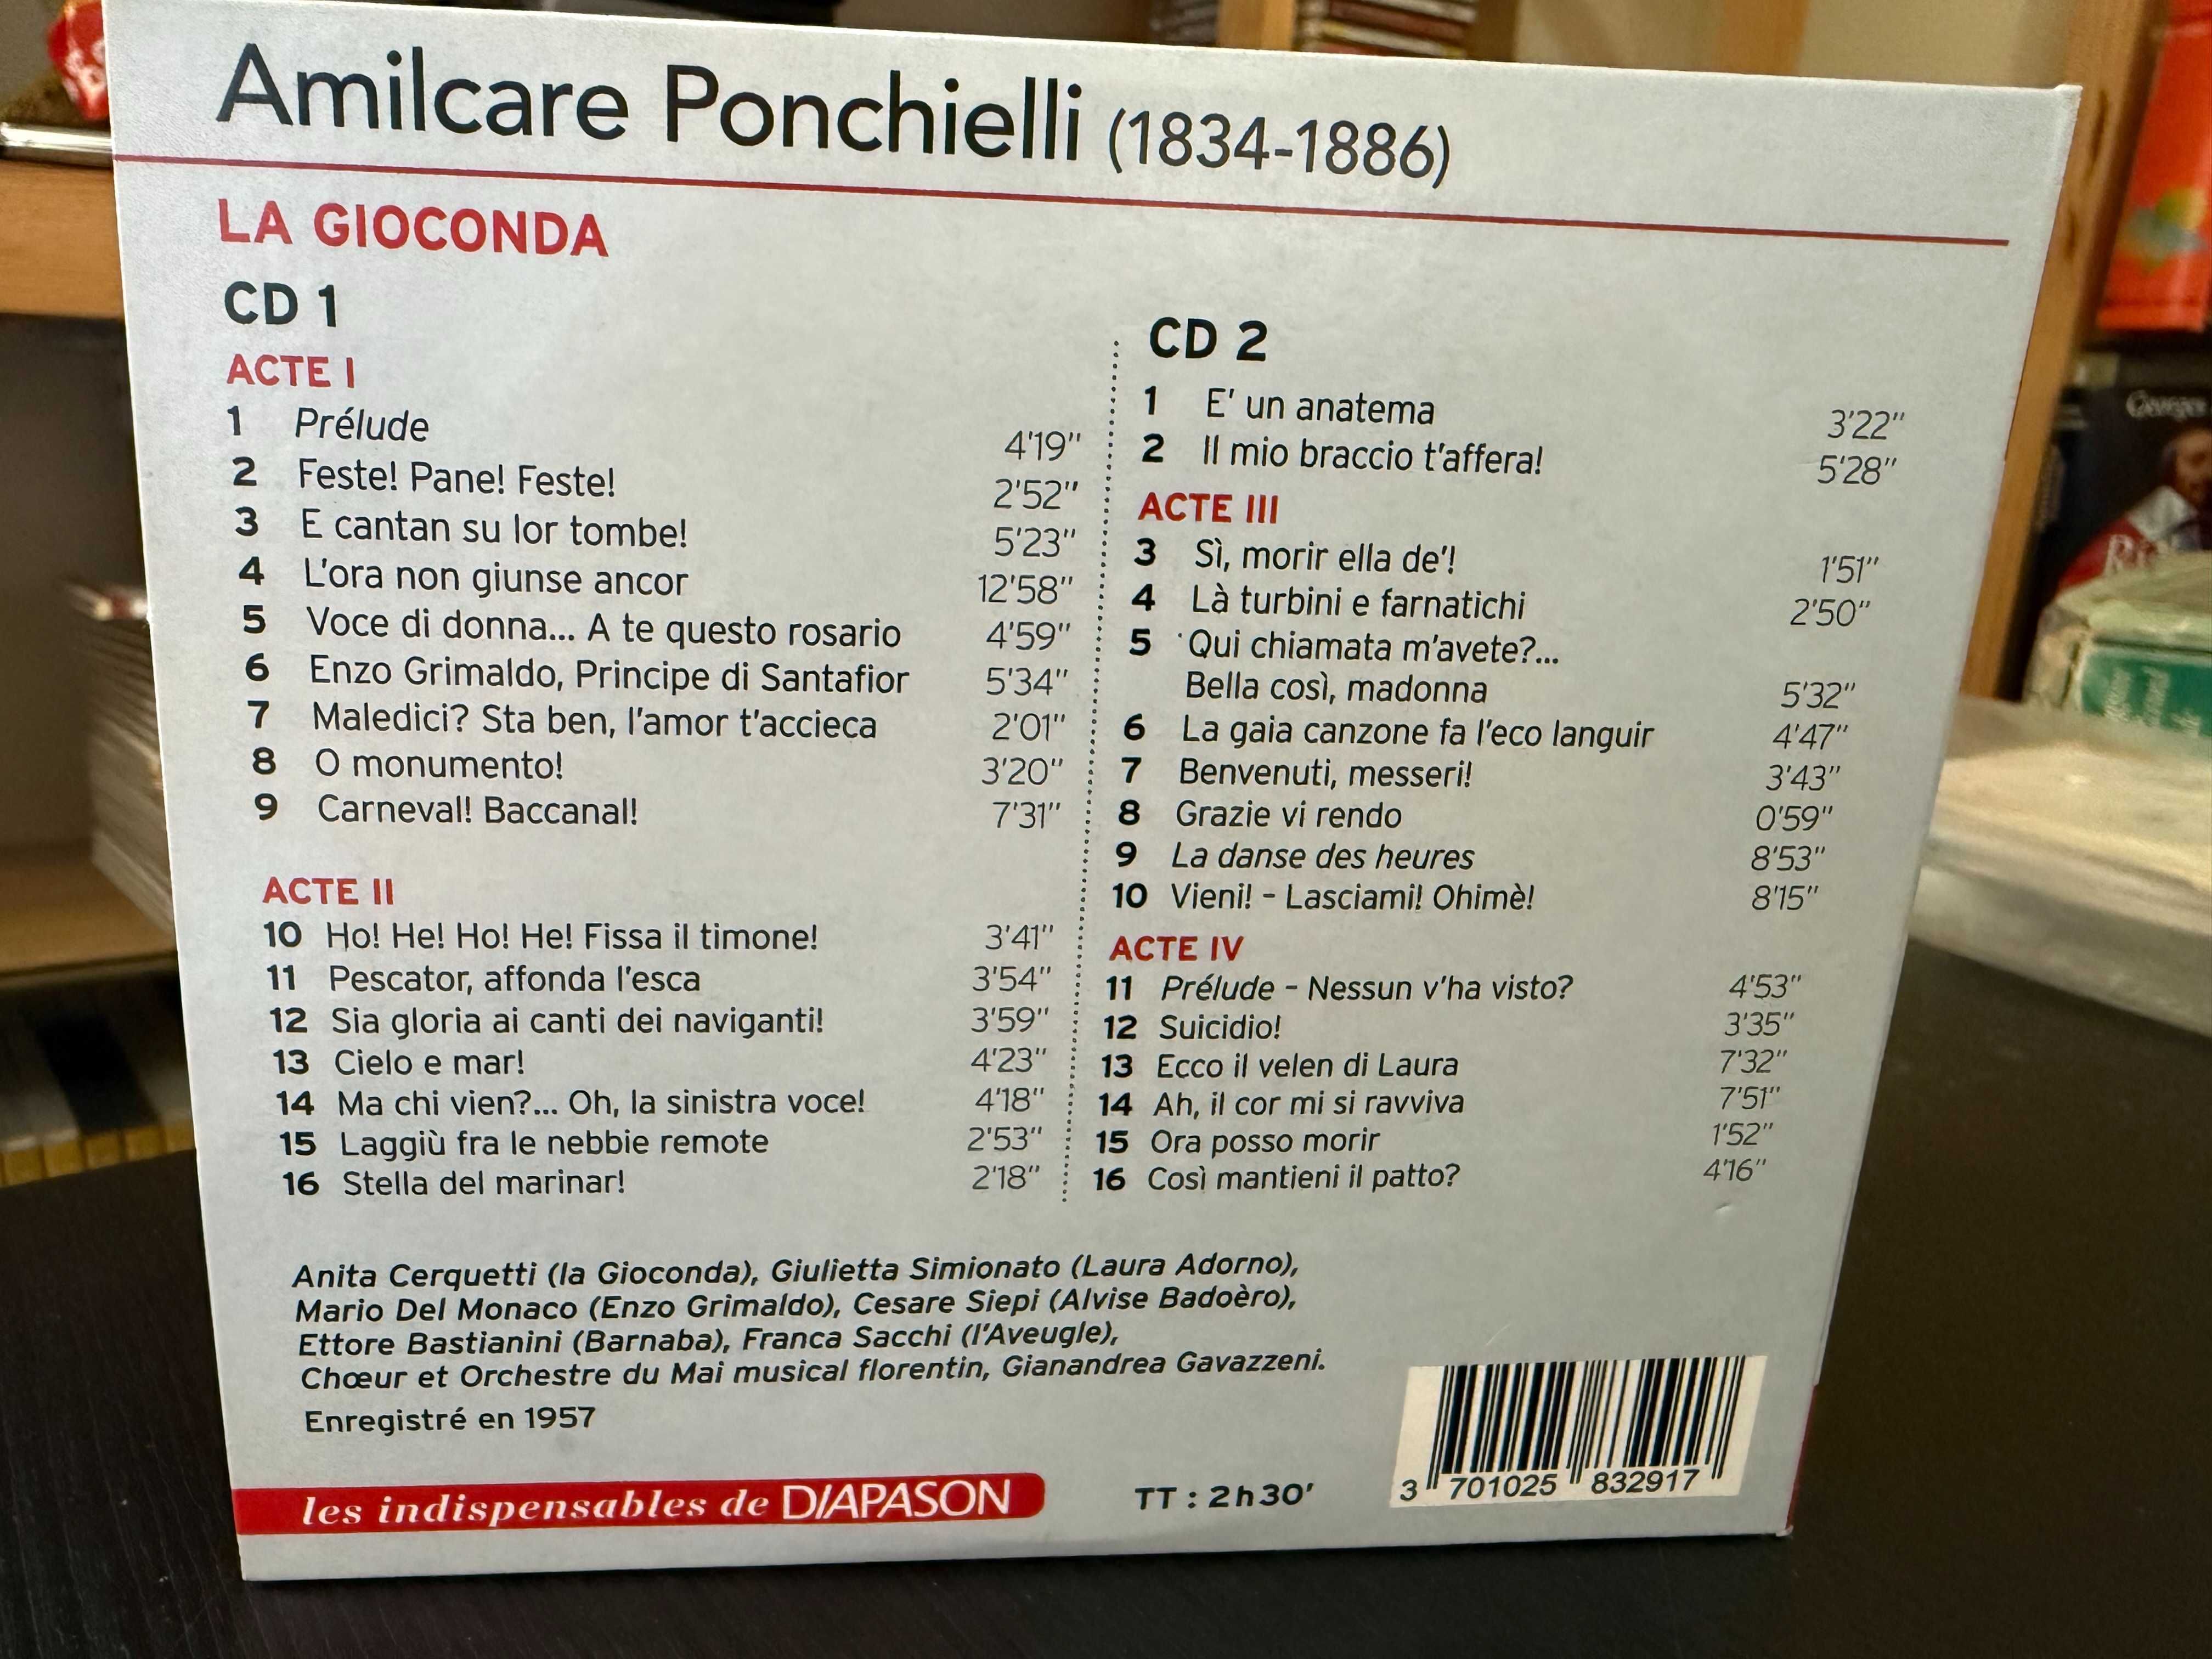 Amilcare Ponchielli (1834-1886)
LA GIOCONDA
CD 1
ACTE I
1 Prélude 4'19"
2 Feste! Pane! Feste! 2'52"
3 E cantan su lor tombe! 5'23"
4 L'ora non giunse ancor 12'58"
5 Voce di donna... A te questo rosario 4'59"
6 Enzo Grimaldo, Principe di Santafior 5'34"
7 Maledici? Sta ben, l'amor t'accieca 2'01"
8 O monumento! 3'20"
9 Carneval! Baccanal! 7'31"
ACTE II
10 Ho! He! Ho! He! Fissa il timone! 3'41"
11 Pescator, affonda l'esca 3'54"
12 Sia gloria ai canti dei naviganti! 3'59"
13 Cielo e mar! 4'23"
14 Ma chi vien?... Oh, la sinistra voce! 4'18"
15 Laggiù fra le nebbie remote 2'53"
16 Stella del marinar! 2'18"
CD 2
1 E' un anatema 3'22"
2 Il mio braccio t'affera! 5'28"
ACTE III
3 Sì, morir ella de'! 1'51"
4 Là turbini e farnatichi 2'50"
5 Qui chiamata m'avete?...
Bella così, madonna 5'32"
6 La gaia canzone fa l'eco languir 4'47"
7 Benvenuti, messeri! 3'43"
8 Grazie vi rendo 0'59"
9 La danse des heures 8'53"
10 Vieni! - Lasciami! Ohimè! 8'15"
ACTE IV
11 Prélude - Nessun v'ha visto? 4'53"
12 Suicidio! 3'35"
13 Ecco il velen di Laura 7'32"
14 Ah, il cor mi si ravviva 7'51"
15 Ora posso morir 1'52"
16 Così mantieni il patto? 4'16"
Anita Cerquetti (la Gioconda), Giulietta Simionato (Laura Adorno),
Mario Del Monaco (Enzo Grimaldo), Cesare Siepi (Alvise Badoèro),
Ettore Bastianini (Barnaba), Franca Sacchi (l'Aveugle),
Chœur et Orchestre du Mai musical florentin, Gianandrea Gavazzeni.
Enregistré en 1957
les indispensables de DIAPASON
TT : 2h30'
3 701025 832917
Georges